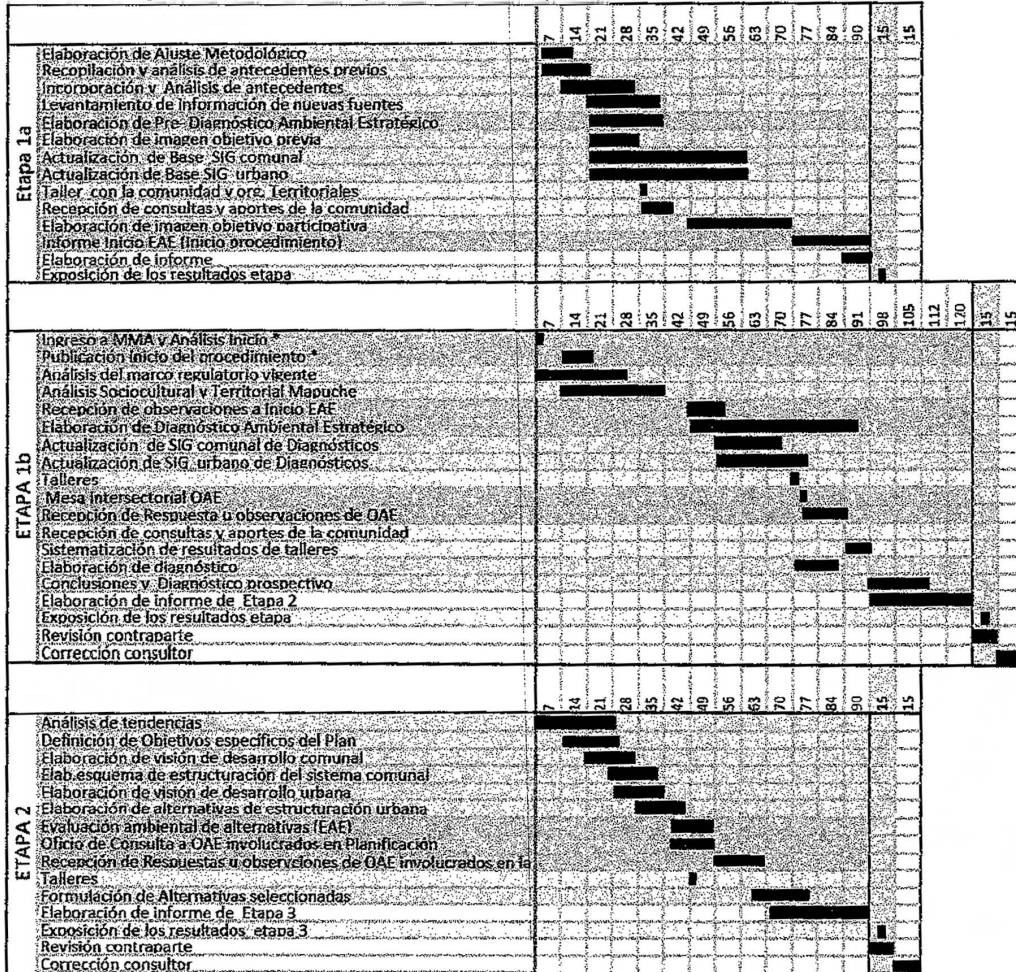 7 14 21 28 35 42 49 56 63 70 77 84 90 15 15
Etapa 1a
Elaboración de Ajuste Metodológico
Recopilación y análisis de antecedentes previos
Incorporación y Análisis de antecedentes
Levantamiento de información de nuevas fuentes
Elaboración de Pre- Diagnóstico Ambiental Estratégico
Elaboración de imagen objetivo previa
Actualización de Base SIG comunal
Actualización de Base SIG urbano
Taller con la comunidad y org. Territoriales
Recepción de consultas y aportes de la comunidad
Elaboración de imagen objetivo participativa
Informe Inicio EAE (Inicio procedimiento)
Elaboración de informe
Exposición de los resultados etapa
7 14 21 28 35 42 49 56 63 70 77 84 91 98 105 112 120 15 15
ETAPA 1b
Ingreso a MMA y Análisis Inicio *
Publicación Inicio del procedimiento *
Análisis del marco regulatorio vigente
Análisis Sociocultural y Territorial Mapuche
Recepción de observaciones a Inicio EAE
Elaboración de Diagnóstico Ambiental Estratégico
Actualización de SIG comunal de Diagnósticos
Actualización de SIG urbano de Diagnósticos
Talleres
Mesa Intersectorial OAE
Recepción de Respuesta u observaciones de OAE
Recepción de consultas y aportes de la comunidad
Sistematización de resultados de talleres
Elaboración de diagnóstico
Conclusiones y Diagnóstico prospectivo
Elaboración de informe de Etapa 2
Exposición de los resultados etapa
Revisión contraparte
Corrección consultor
7 14 21 28 35 42 49 56 63 70 77 84 90 15 15
ETAPA 2
Análisis de tendencias
Definición de Objetivos específicos del Plan
Elaboración de visión de desarrollo comunal
Elab.esquema de estructuración del sistema comunal
Elaboración de visión de desarrollo urbana
Elaboración de alternativas de estructuración urbana
Evaluación ambiental de alternativas (EAE)
Oficio de Consulta a OAE involucrados en Planificación
Recepción de Respuestas u observciones de OAE involucrados en la
Talleres
Formulación de Alternativas seleccionadas
Elaboración de informe de Etapa 3
Exposición de los resultados etapa 3
Revisión contraparte
Corrección consultor